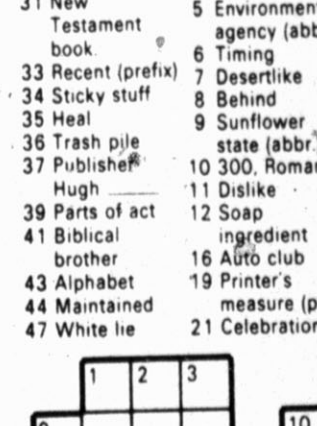 31 New
Testament
book.
33 Recent (prefix)
34 Sticky stuff
35 Heal
36 Trash pile
37 Publisher
Hugh ____
39 Parts of act
41 Biblical
brother
43 Alphabet
44 Maintained
47 White lie
5 Environmen
agency (abb
6 Timing
7 Desertlike
8 Behind
9 Sunflower
state (abbr.
10 300, Roma
11 Dislike
12 Soap
ingredient
16 Auto club
19 Printer's
measure (p
21 Celebration
1 2 3
10